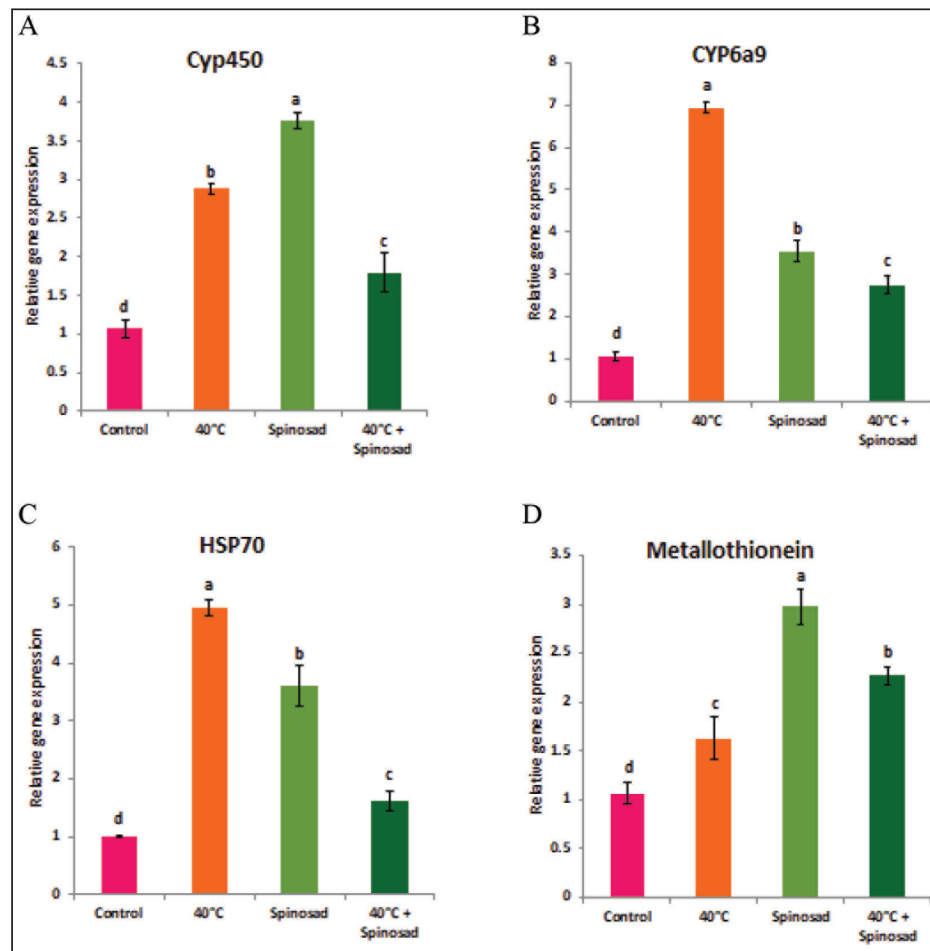 A
Cyp450
Relative gene expression
4.5
4
3.5
3
2.5
2
1.5
1
0.5
0
d
b
a
c
Control
40°C
Spinosad
40°C +
Spinosad
B
CYP6a9
Relative gene expression
8
7
6
5
4
3
2
1
0
d
a
b
c
Control
40°C
Spinosad
40°C +
Spinosad
C
HSP70
Relative gene expression
6
5
4
3
2
1
0
d
a
b
c
Control
40°C
Spinosad
40°C +
Spinosad
D
Metallothionein
Relative gene expression
3.5
3
2.5
2
1.5
1
0.5
0
d
c
a
b
Control
40°C
Spinosad
40°C +
Spinosad